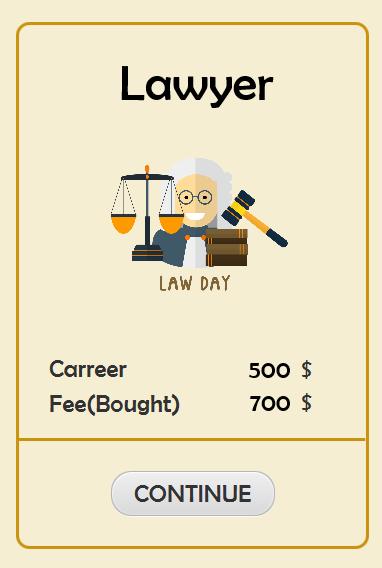 Lawyer
LAW DAY
Carreer 500 $
Fee(Bought) 700 $
CONTINUE